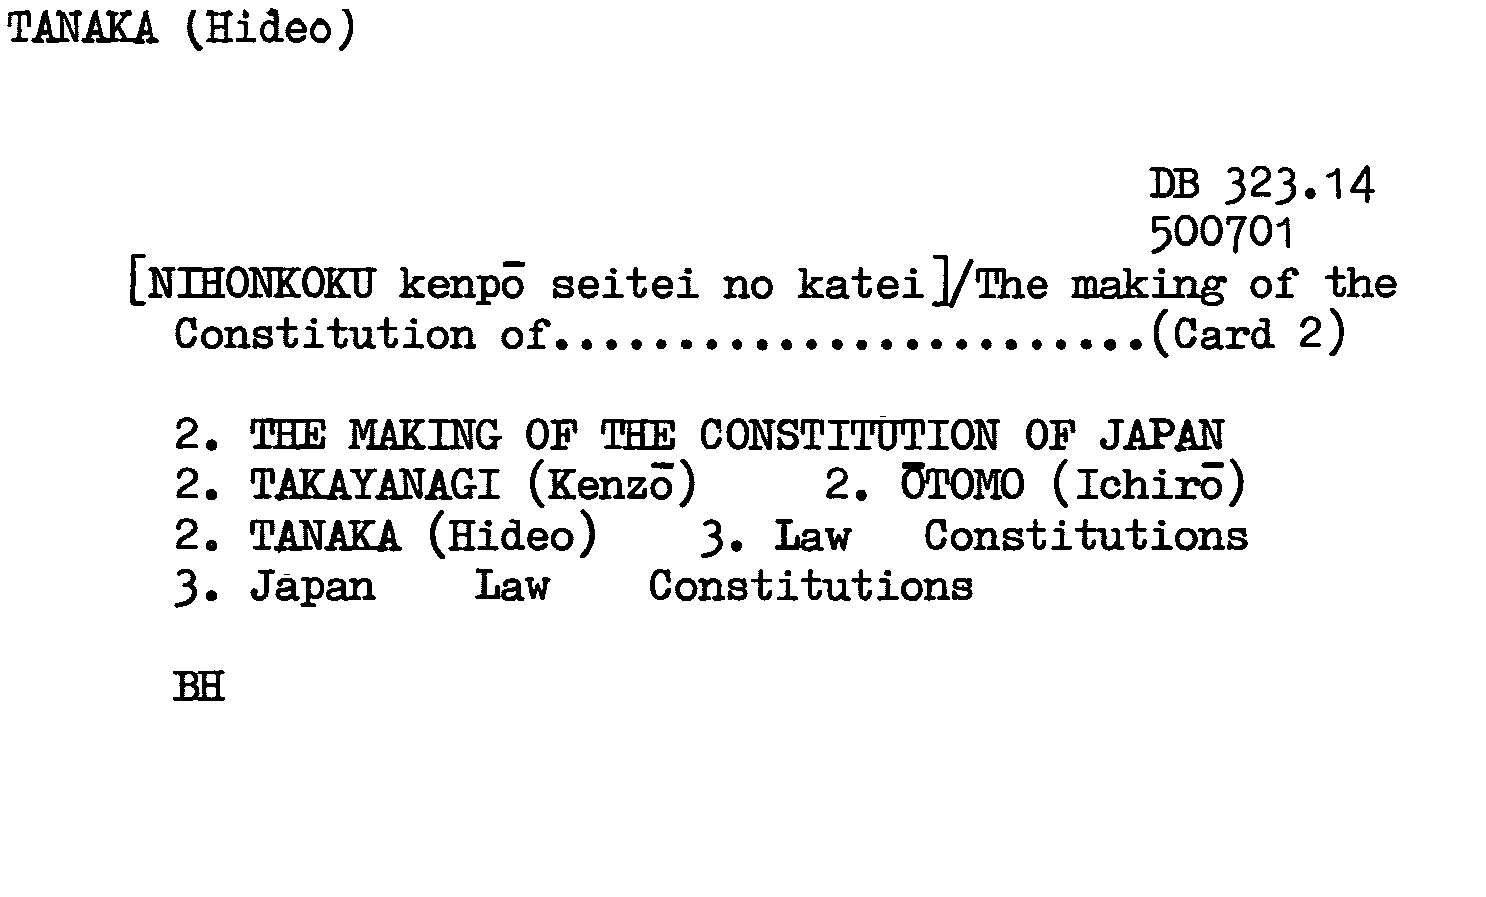 TANAKA (Hideo)
DB 323.14
500701
[NIHONKOKU kenpō seitei no katei]/The making of the
Constitution of........................(Card 2)
2. THE MAKING OF THE CONSTITUTION OF JAPAN
2. TAKAYANAGI (Kenzō) 2. ŌTOMO (Ichirō)
2. TANAKA (Hideo) 3. Law Constitutions
3. Japan Law Constitutions
BH